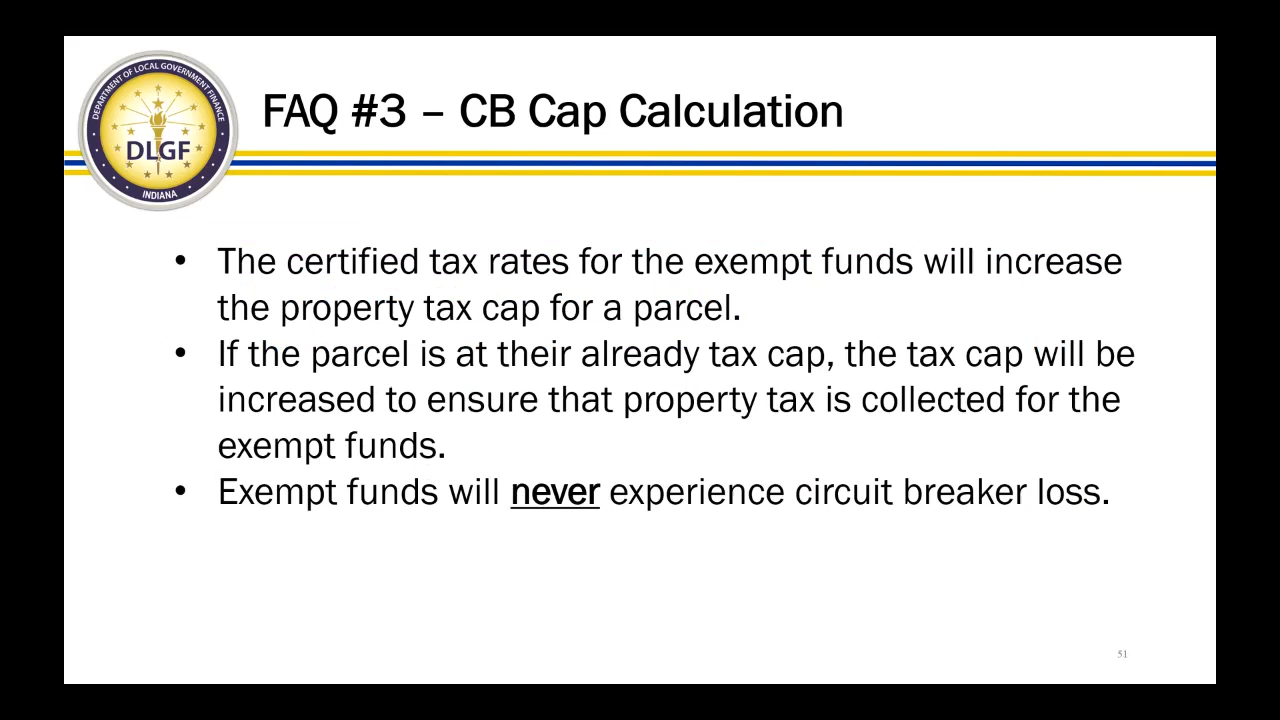 DEPARTMENT OF LOCAL GOVERNMENT FINANCE
DLGF
INDIANA
FAQ #3 – CB Cap Calculation
• The certified tax rates for the exempt funds will increase
the property tax cap for a parcel.
• If the parcel is at their already tax cap, the tax cap will be
increased to ensure that property tax is collected for the
exempt funds.
• Exempt funds will never experience circuit breaker loss.
51